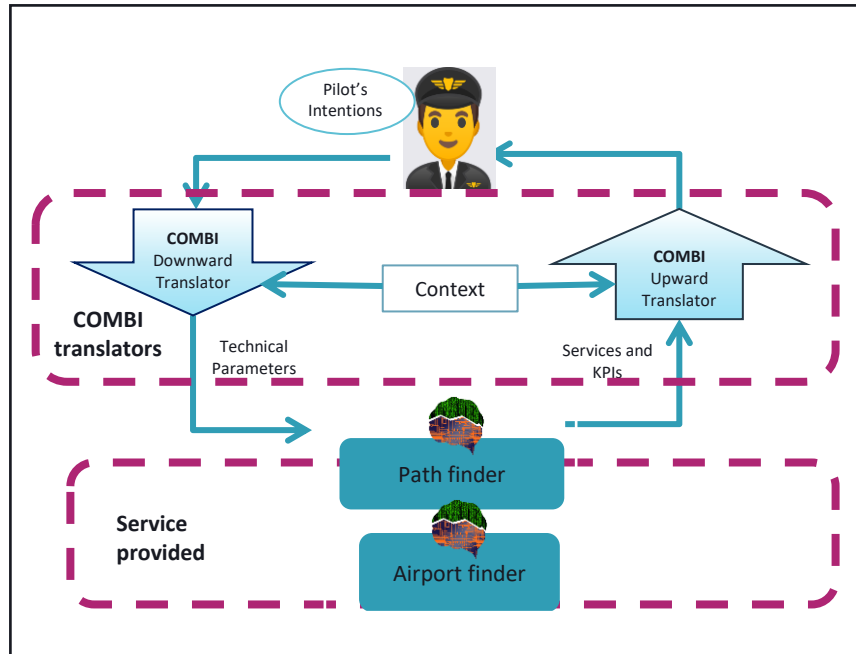 Pilot's
Intentions
COMBI
Downward
Translator
Context
COMBI
Upward
Translator
COMBI
translators
Technical
Parameters
Services and
KPIs
Path finder
Service
provided
Airport finder